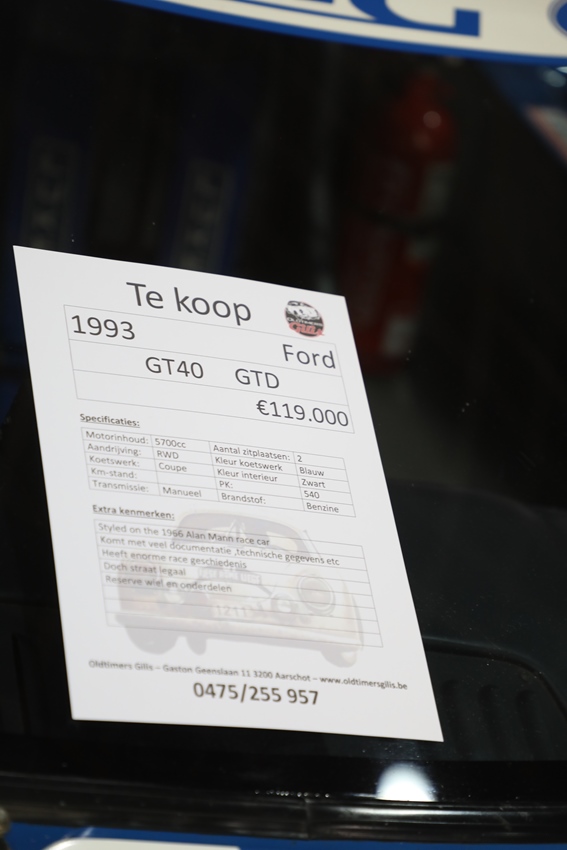 Te koop
1993
Ford
GT40 GTD
€119.000
Specificaties:
Motorinhoud: 5700cc Aantal zitplaatsen: 2
Aandrijving: RWD Kleur koetswerk Blauw
Koetswerk: Coupe Kleur interieur Zwart
Km-stand: PK: 540
Transmissie: Manueel Brandstof: Benzine
Extra kenmerken:
Styled on the 1966 Alan Mann race car
Komt met veel documentatie ,technische gegevens etc
Heeft enorme race geschiedenis
Doch straat legaal
Reserve wiel en onderdelen
Oldtimers Gilis – Gaston Geenslaan 11 3200 Aarschot – www.oldtimersgilis.be
0475/255 957